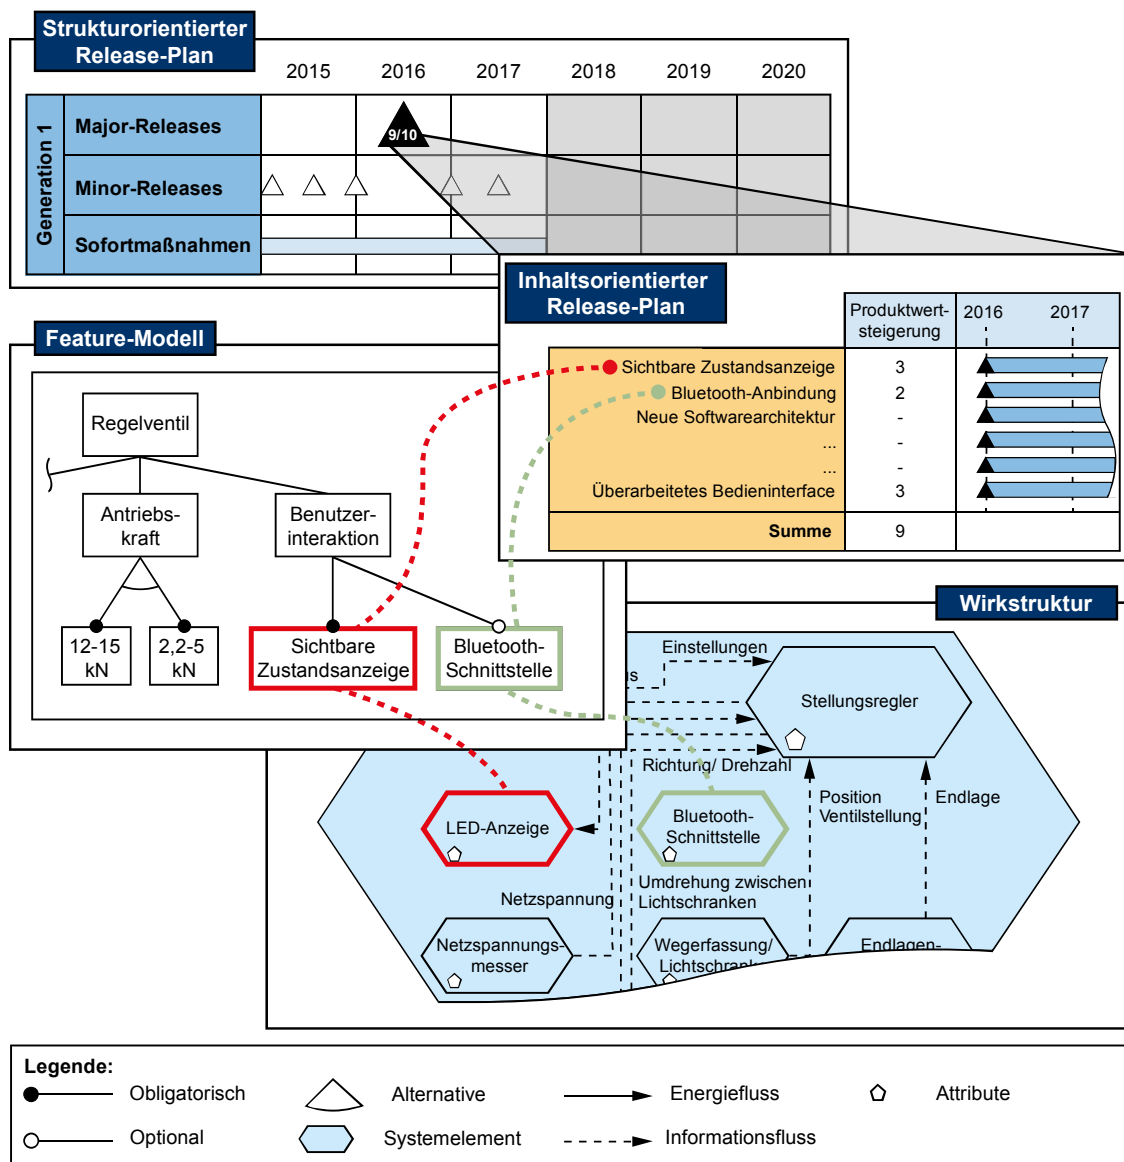 Strukturorientierter
Release-Plan
2015 2016 2017 2018 2019 2020
Generation 1
Major-Releases
9/10
Minor-Releases
Sofortmaßnahmen
Inhaltsorientierter
Release-Plan
Produktwert-
steigerung
2016 2017
Sichtbare Zustandsanzeige 3
Bluetooth-Anbindung 2
Neue Softwarearchitektur -
... -
... -
Überarbeitetes Bedieninterface 3
Summe 9
Feature-Modell
Regelventil
Antriebs-
kraft
Benutzer-
interaktion
12-15
kN
2,2-5
kN
Sichtbare
Zustandsanzeige
Bluetooth-
Schnittstelle
Wirkstruktur
Einstellungen
Stellungsregler
Richtung/ Drehzahl
LED-Anzeige
Bluetooth-
Schnittstelle
Position
Ventilstellung
Endlage
Netzspannung
Umdrehung zwischen
Lichtschranken
Netzspannungs-
messer
Wegerfassung/
Lichtschranke
Endlagen-
Legende:
Obligatorisch
Alternative
Energiefluss
Attribute
Optional
Systemelement
Informationsfluss